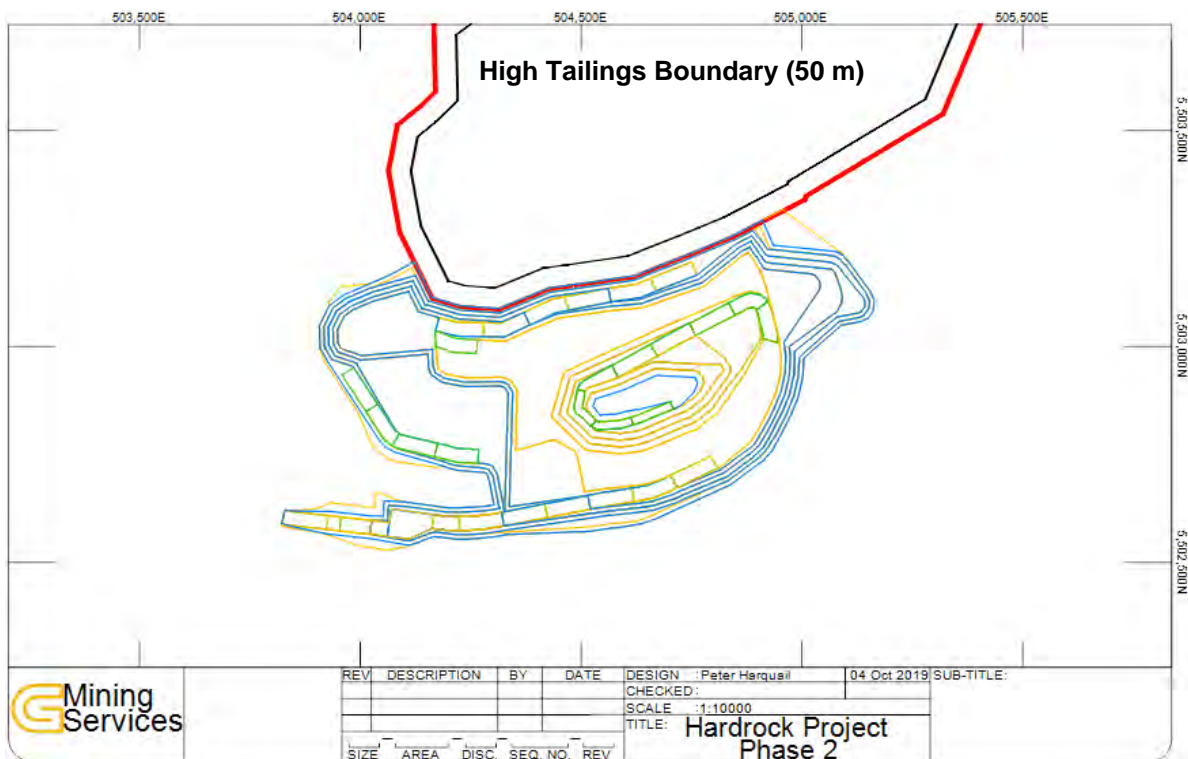 503,500E 504,000E 504,500E 505,000E 505,500E
High Tailings Boundary (50 m)
5,503,500N
5,503,000N
5,502,500N
G Mining
Services
REV DESCRIPTION BY DATE
SIZE AREA DISC. SEQ. NO. REV
DESIGN : Peter Harquail 04 Oct 2019
CHECKED :
SCALE : 1:10000
TITLE: Hardrock Project
Phase 2
SUB-TITLE: